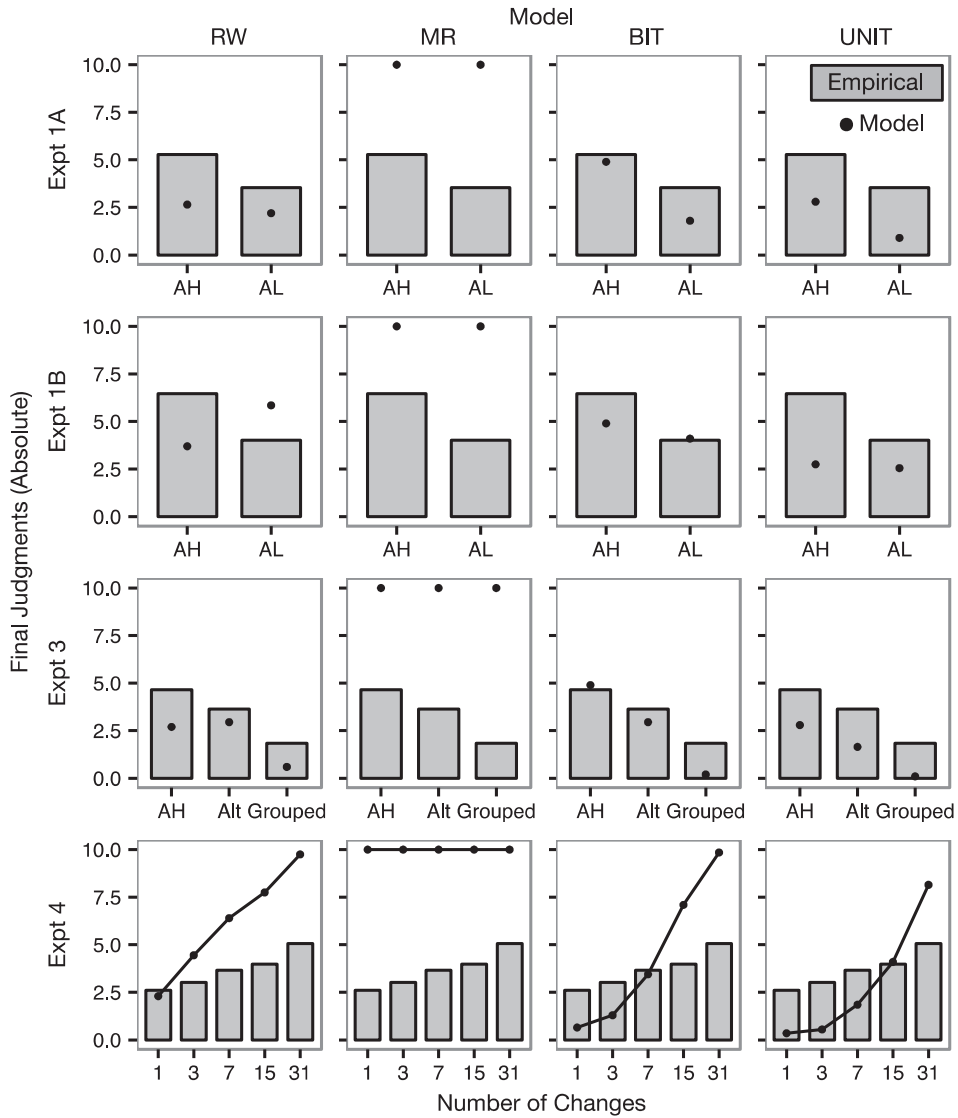 Model
RW MR BIT UNIT
Final Judgments (Absolute)
Expt 1A
10.0
7.5
5.0
2.5
0.0
Empirical
Model
AH AL AH AL AH AL AH AL
Expt 1B
10.0
7.5
5.0
2.5
0.0
AH AL AH AL AH AL AH AL
Expt 3
10.0
7.5
5.0
2.5
0.0
AH Alt Grouped AH Alt Grouped AH Alt Grouped AH Alt Grouped
Expt 4
10.0
7.5
5.0
2.5
0.0
1 3 7 15 31 1 3 7 15 31 1 3 7 15 31 1 3 7 15 31
Number of Changes